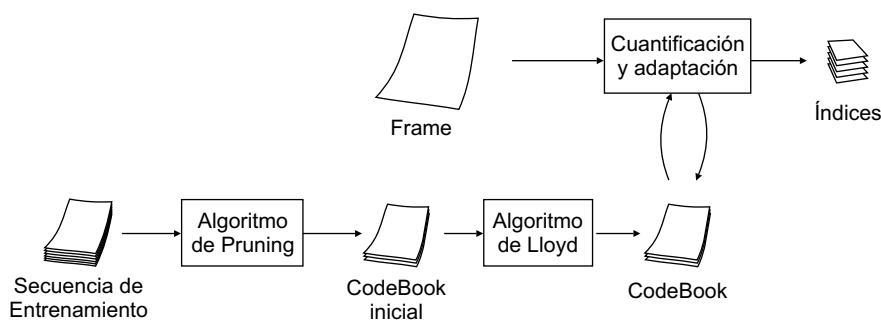 Cuantificación
y adaptación
Frame
Índices
Algoritmo
de Pruning
Algoritmo
de Lloyd
Secuencia de
Entrenamiento
CodeBook
inicial
CodeBook